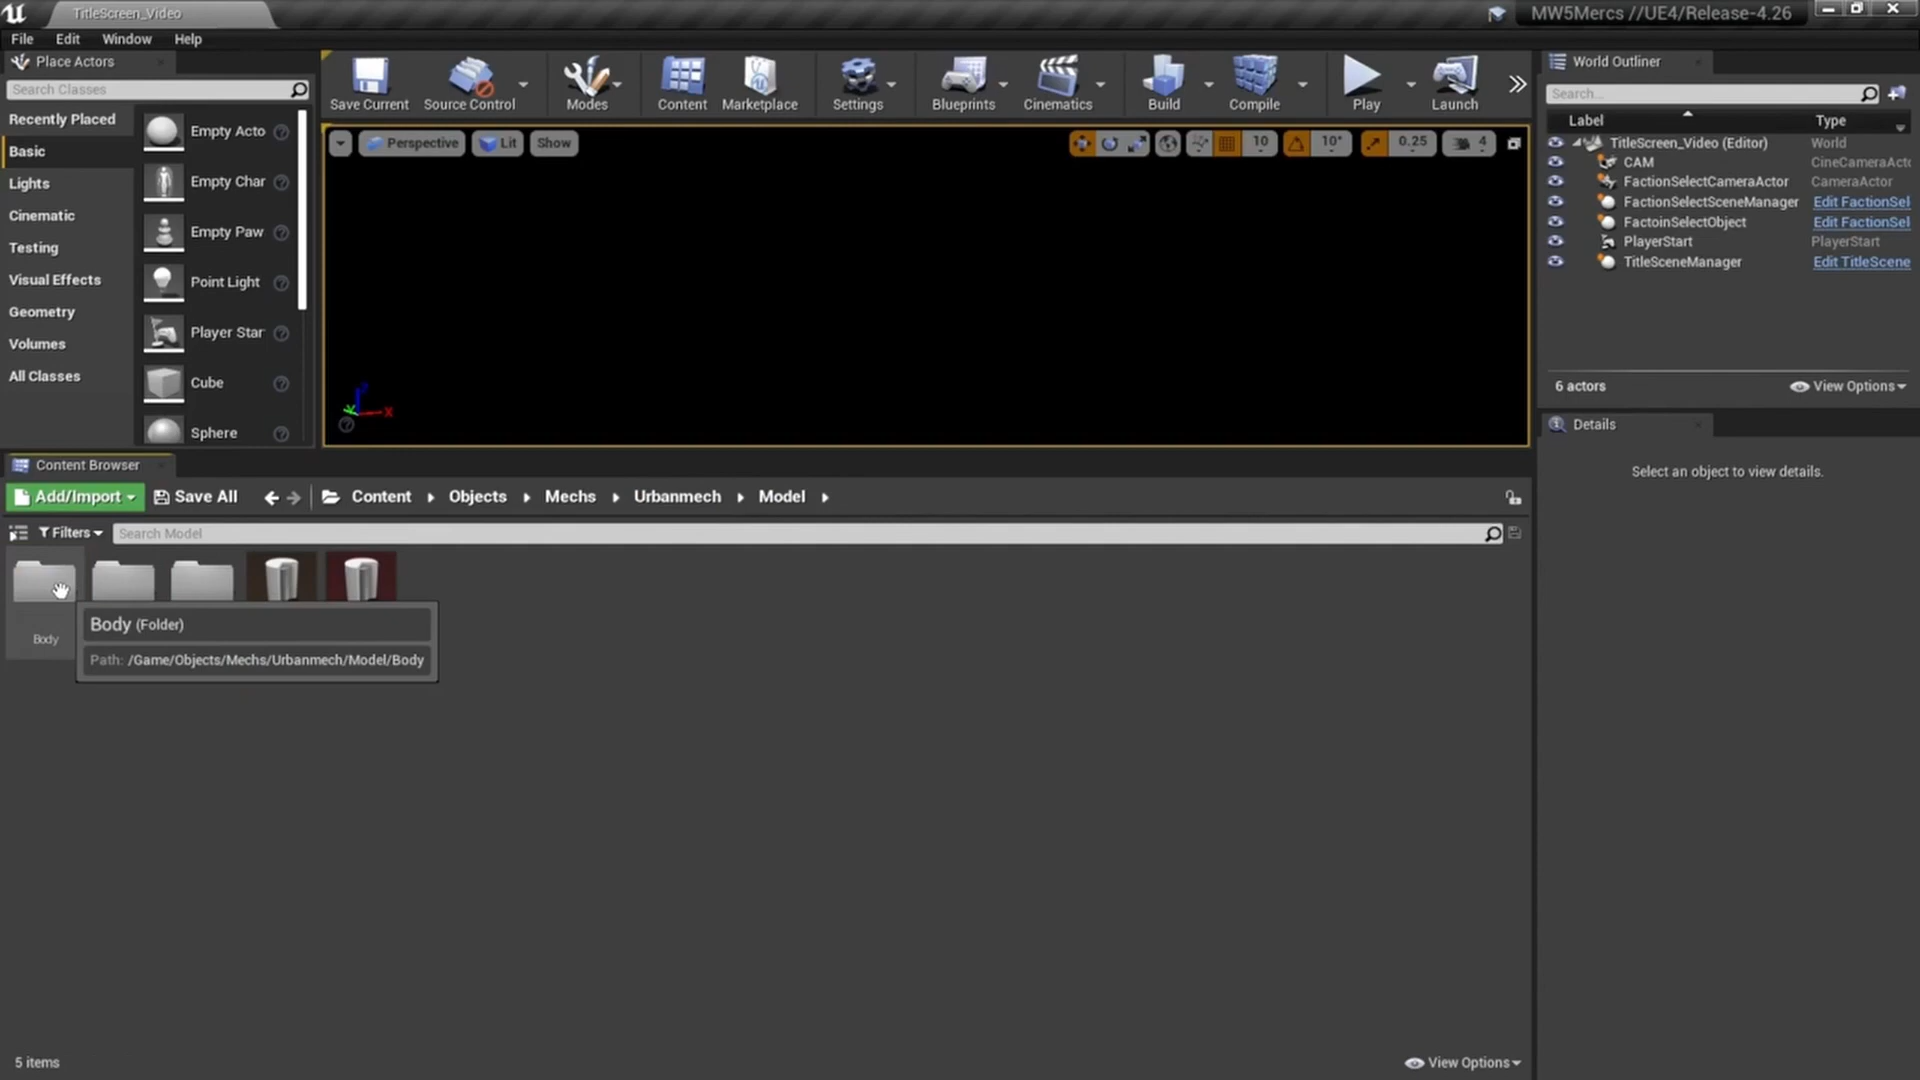 TitleScreen_Video
MW5Mercs //UE4/Release-4.26
File Edit Window Help
Place Actors
Search Classes
Recently Placed
Basic
Lights
Cinematic
Testing
Visual Effects
Geometry
Volumes
All Classes
Empty Acto
Empty Char
Empty Paw
Point Light
Player Star
Cube
Sphere
Save Current Source Control Modes Content Marketplace Settings Blueprints Cinematics Build Compile Play Launch
Perspective Lit Show 10 10° 0.25 4
X
World Outliner
Search...
Label Type
TitleScreen_Video (Editor) World
CAM CineCameraActo
FactionSelectCameraActor CameraActor
FactionSelectSceneManager Edit FactionSel
FactoinSelectObject Edit FactionSel
PlayerStart PlayerStart
TitleSceneManager Edit TitleScene
6 actors View Options
Details
Select an object to view details.
Content Browser
Add/Import Save All Content Objects Mechs Urbanmech Model
Filters Search Model
Body
Body (Folder)
Path: /Game/Objects/Mechs/Urbanmech/Model/Body
5 items View Options